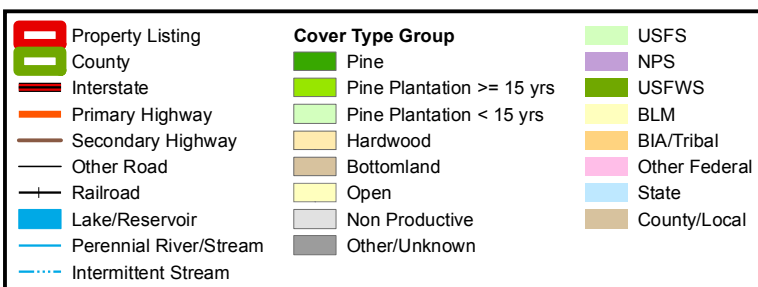 Property Listing
County
Interstate
Primary Highway
Secondary Highway
Other Road
Railroad
Lake/Reservoir
Perennial River/Stream
Intermittent Stream
Cover Type Group
Pine
Pine Plantation >= 15 yrs
Pine Plantation < 15 yrs
Hardwood
Bottomland
Open
Non Productive
Other/Unknown
USFS
NPS
USFWS
BLM
BIA/Tribal
Other Federal
State
County/Local